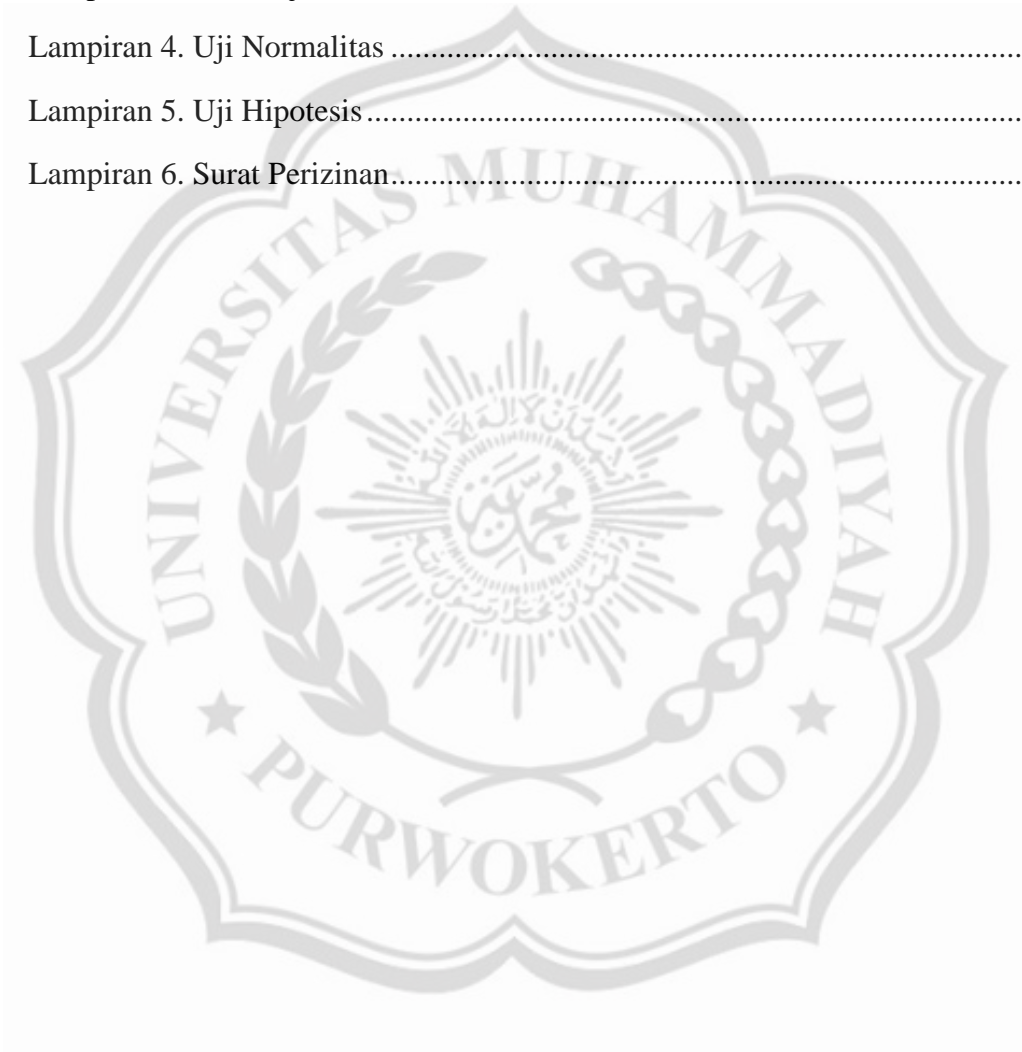 Lampiran 4. Uji Normalitas ....................................................................
Lampiran 5. Uji Hipotesis......................................................................
Lampiran 6. Surat Perizinan...................................................................
UNIVERSITAS MUHAMMADIYAH
PURWOKERTO